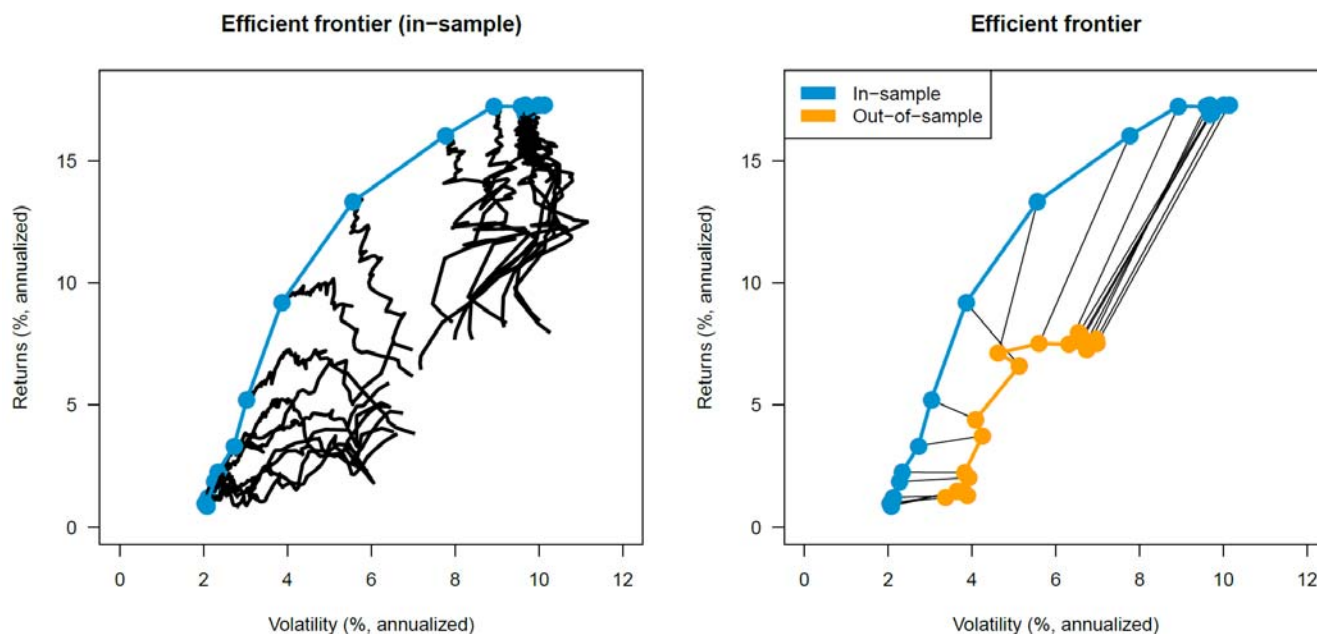 Efficient frontier (in−sample)
Returns (%, annualized)
15
10
5
0
0 2 4 6 8 10 12
Volatility (%, annualized)
Efficient frontier
In−sample
Out−of−sample
Returns (%, annualized)
15
10
5
0
0 2 4 6 8 10 12
Volatility (%, annualized)